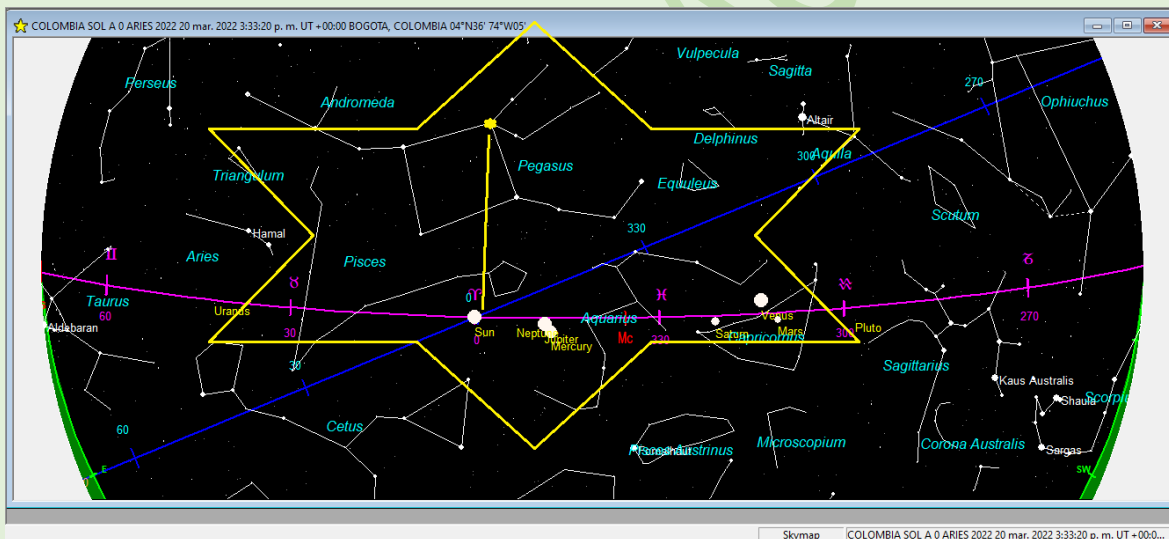 COLOMBIA SOL A 0 ARIES 2022 20 mar. 2022 3:33:20 p. m. UT +00:00 BOGOTA, COLOMBIA 04°N36' 74°W05'
Vulpecula
Sagitta
Perseus
270
Andromeda
Ophiuchus
Altair
Delphinus
300 Aquila
Pegasus
Triangulum
Equuleus
Scutum
330
Hamal
Aries
Pisces
♊ ♉ ♈ ♓ ♒ ♑
0
Taurus
60
Uranus
30
Aldebaran
Sun
0
Neptune
Jupiter
Mercury
Aquarius
Mc
330
Saturn
Venus
Mars
Capricornus
300
Pluto
270
Sagittarius
30
Kaus Australis
Shaula
Scorpi
60
Cetus
Microscopium
Corona Australis
Sargas
E
0
SW
Skymap
COLOMBIA SOL A 0 ARIES 2022 20 mar. 2022 3:33:20 p. m. UT +00:0...